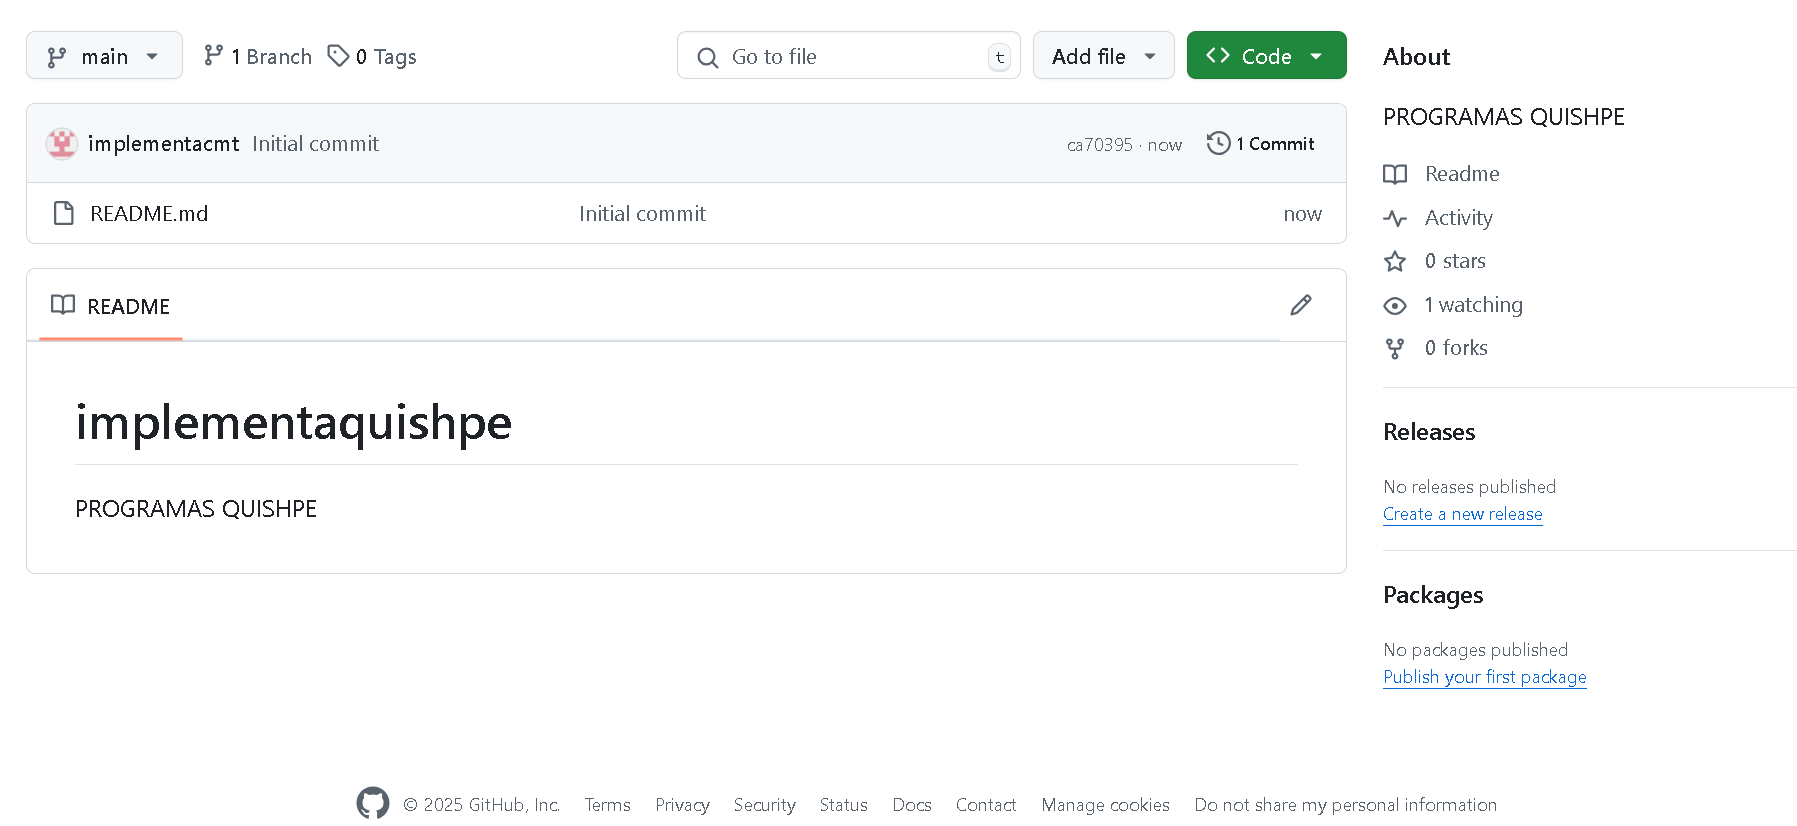 main 1 Branch 0 Tags Go to file t Add file Code
implementacmt Initial commit ca70395 · now 1 Commit
README.md Initial commit now
README
implementaquishpe
PROGRAMAS QUISHPE
About
PROGRAMAS QUISHPE
Readme
Activity
0 stars
1 watching
0 forks
Releases
No releases published
Create a new release
Packages
No packages published
Publish your first package
© 2025 GitHub, Inc. Terms Privacy Security Status Docs Contact Manage cookies Do not share my personal information